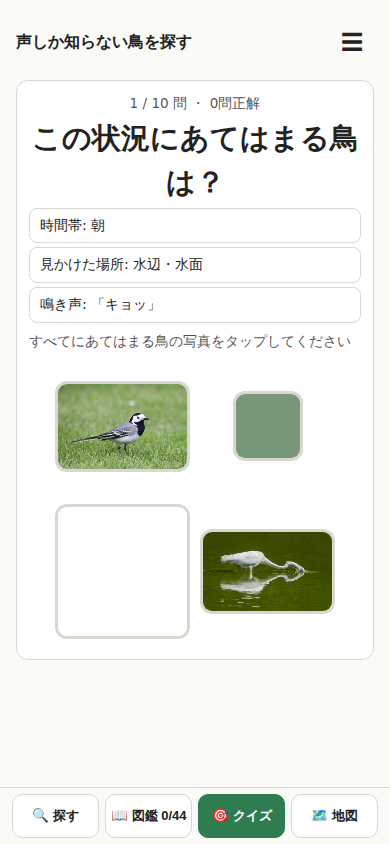 声しか知らない鳥を探す
1 / 10 問 ・ 0問正解
この状況にあてはまる鳥
は？
時間帯: 朝
見かけた場所: 水辺・水面
鳴き声: 「キョッ」
すべてにあてはまる鳥の写真をタップしてください
🔍 探す
📖 図鑑 0/44
🎯 クイズ
🗺️ 地図